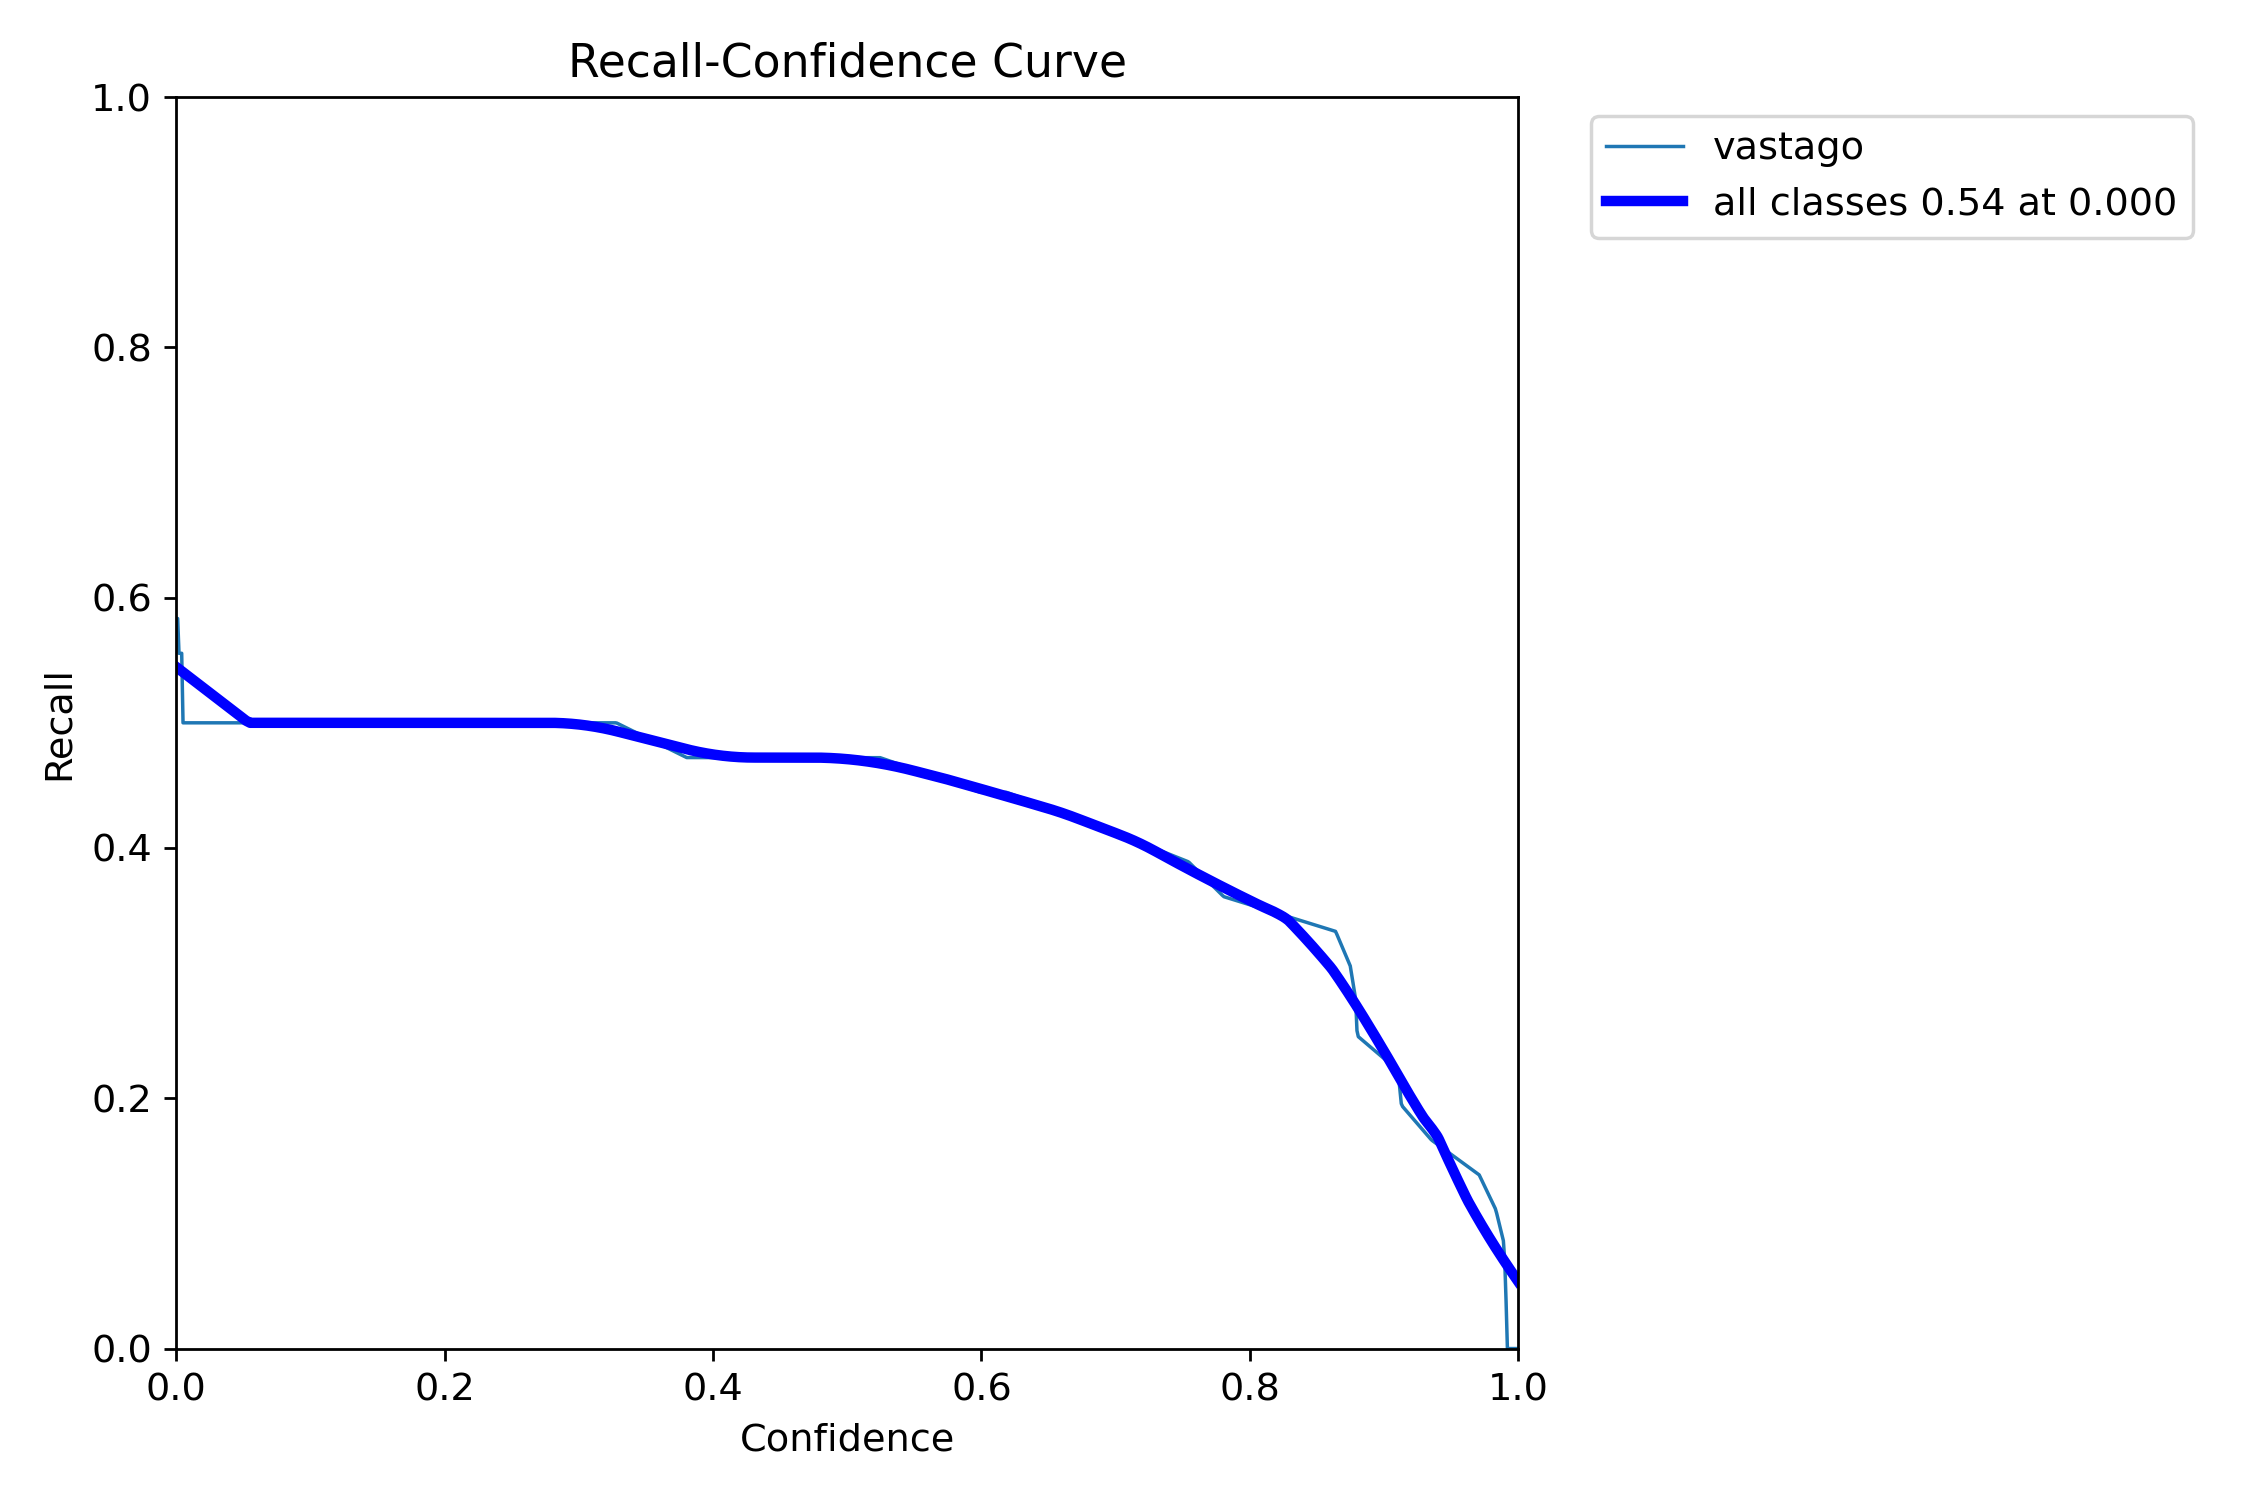 Recall-Confidence Curve
1.0
0.8
0.6
0.4
0.2
0.0
Recall
0.0 0.2 0.4 0.6 0.8 1.0
Confidence
vastago
all classes 0.54 at 0.000